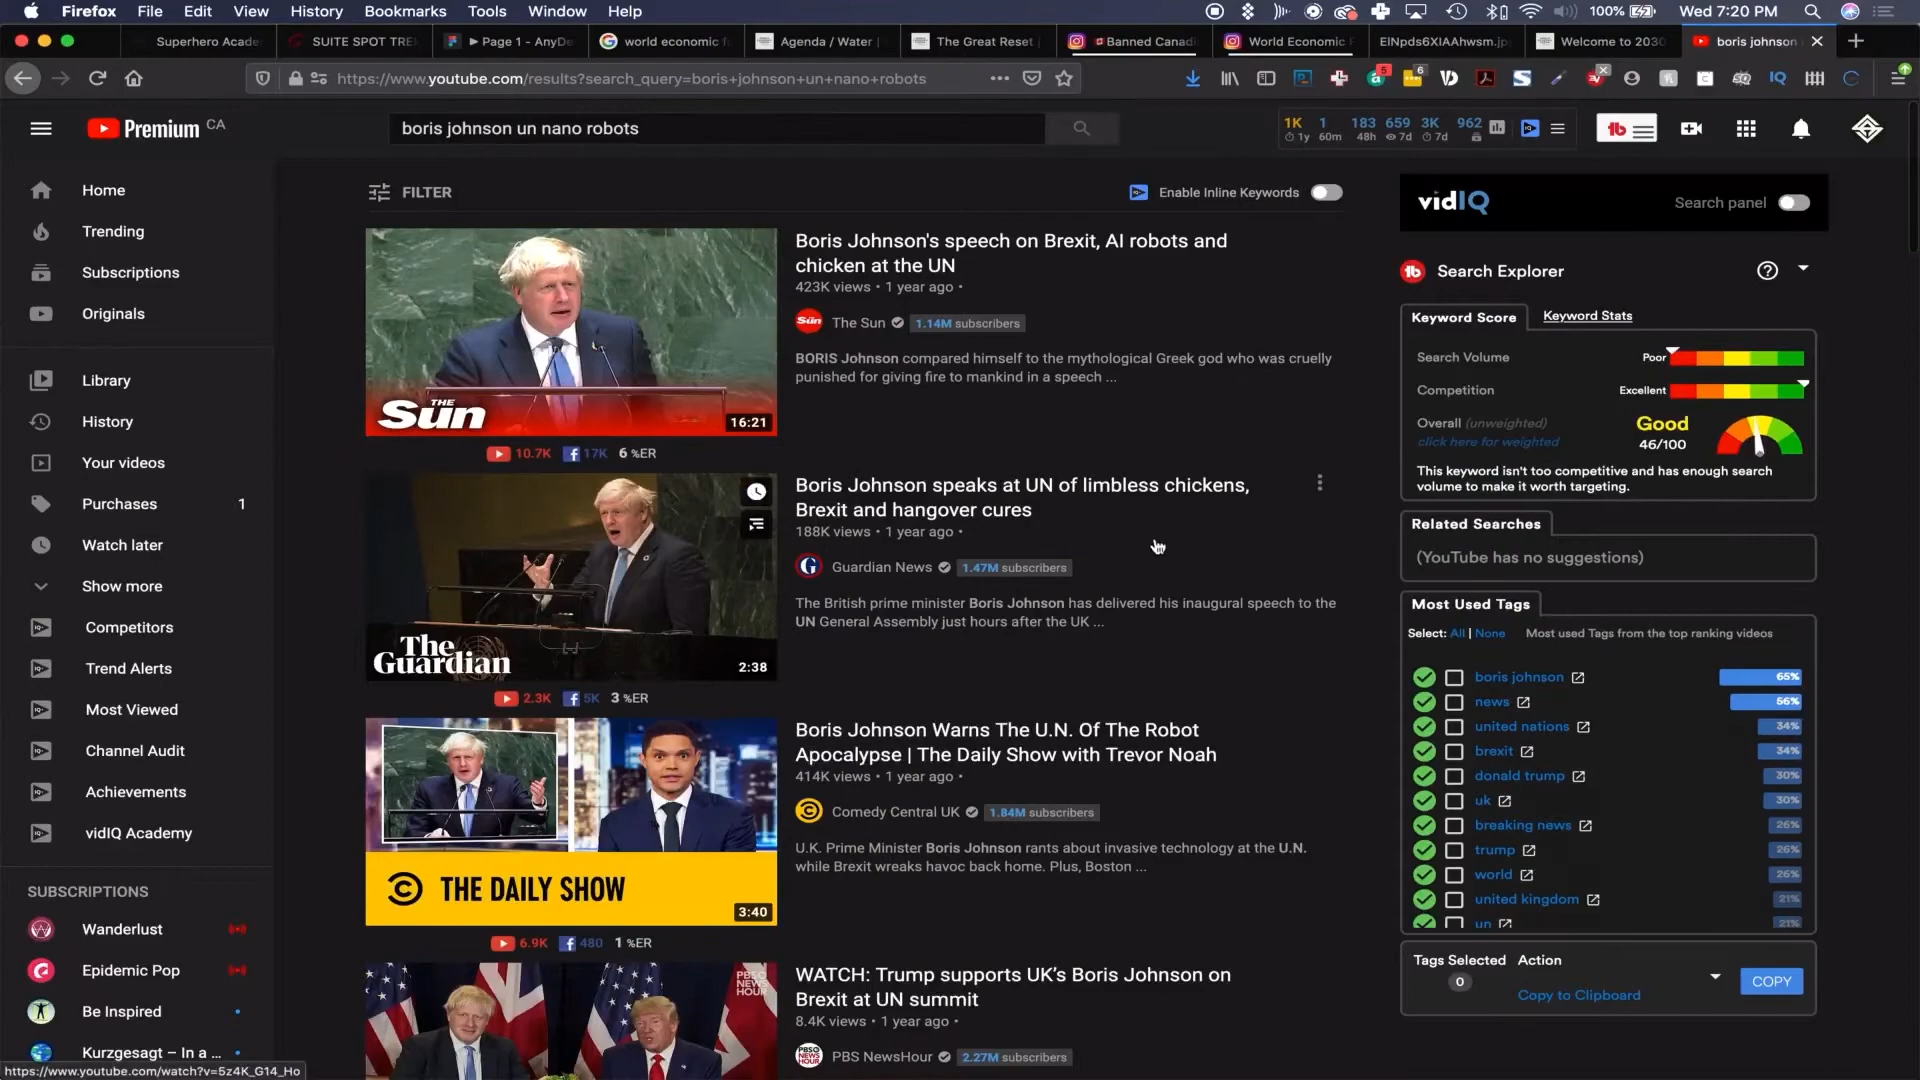 Firefox File Edit View History Bookmarks Tools Window Help
100% Wed 7:20 PM
Superhero Acade
SUITE SPOT TRE
Page 1 - AnyDe
world economic f
Agenda / Water |
The Great Reset |
Banned Canadi
World Economic F
ElNpds6XIAAhwsm.jp
Welcome to 2030
boris johnson
https://www.youtube.com/results?search_query=boris+johnson+un+nano+robots
Premium CA
boris johnson un nano robots
1K 1 183 659 3K 962
1y 60m 48h 7d 7d
Home
Trending
Subscriptions
Originals
Library
History
Your videos
Purchases 1
Watch later
Show more
Competitors
Trend Alerts
Most Viewed
Channel Audit
Achievements
vidIQ Academy
SUBSCRIPTIONS
Wanderlust
Epidemic Pop
Be Inspired
Kurzgesagt – In a ...
https://www.youtube.com/watch?v=5z4K_G14_Ho
FILTER
Enable Inline Keywords
THE Sun
16:21
10.7K 17K 6 %ER
Boris Johnson's speech on Brexit, AI robots and
chicken at the UN
423K views • 1 year ago •
The Sun 1.14M subscribers
BORIS Johnson compared himself to the mythological Greek god who was cruelly
punished for giving fire to mankind in a speech ...
The Guardian
2:38
2.3K 5K 3 %ER
Boris Johnson speaks at UN of limbless chickens,
Brexit and hangover cures
188K views • 1 year ago •
Guardian News 1.47M subscribers
The British prime minister Boris Johnson has delivered his inaugural speech to the
UN General Assembly just hours after the UK ...
THE DAILY SHOW
3:40
6.9K 480 1 %ER
Boris Johnson Warns The U.N. Of The Robot
Apocalypse | The Daily Show with Trevor Noah
414K views • 1 year ago •
Comedy Central UK 1.84M subscribers
U.K. Prime Minister Boris Johnson rants about invasive technology at the U.N.
while Brexit wreaks havoc back home. Plus, Boston ...
PBS NEWS HOUR
WATCH: Trump supports UK's Boris Johnson on
Brexit at UN summit
8.4K views • 1 year ago •
PBS NewsHour 2.27M subscribers
vidIQ
Search panel
Search Explorer
Keyword Score Keyword Stats
Search Volume Poor
Competition Excellent
Overall (unweighted) Good
click here for weighted 46/100
This keyword isn't too competitive and has enough search
volume to make it worth targeting.
Related Searches
(YouTube has no suggestions)
Most Used Tags
Select: All | None Most used Tags from the top ranking videos
boris johnson 65%
news 56%
united nations 34%
brexit 34%
donald trump 30%
uk 30%
breaking news 26%
trump 26%
world 26%
united kingdom 21%
un 21%
Tags Selected Action
0
Copy to Clipboard
COPY